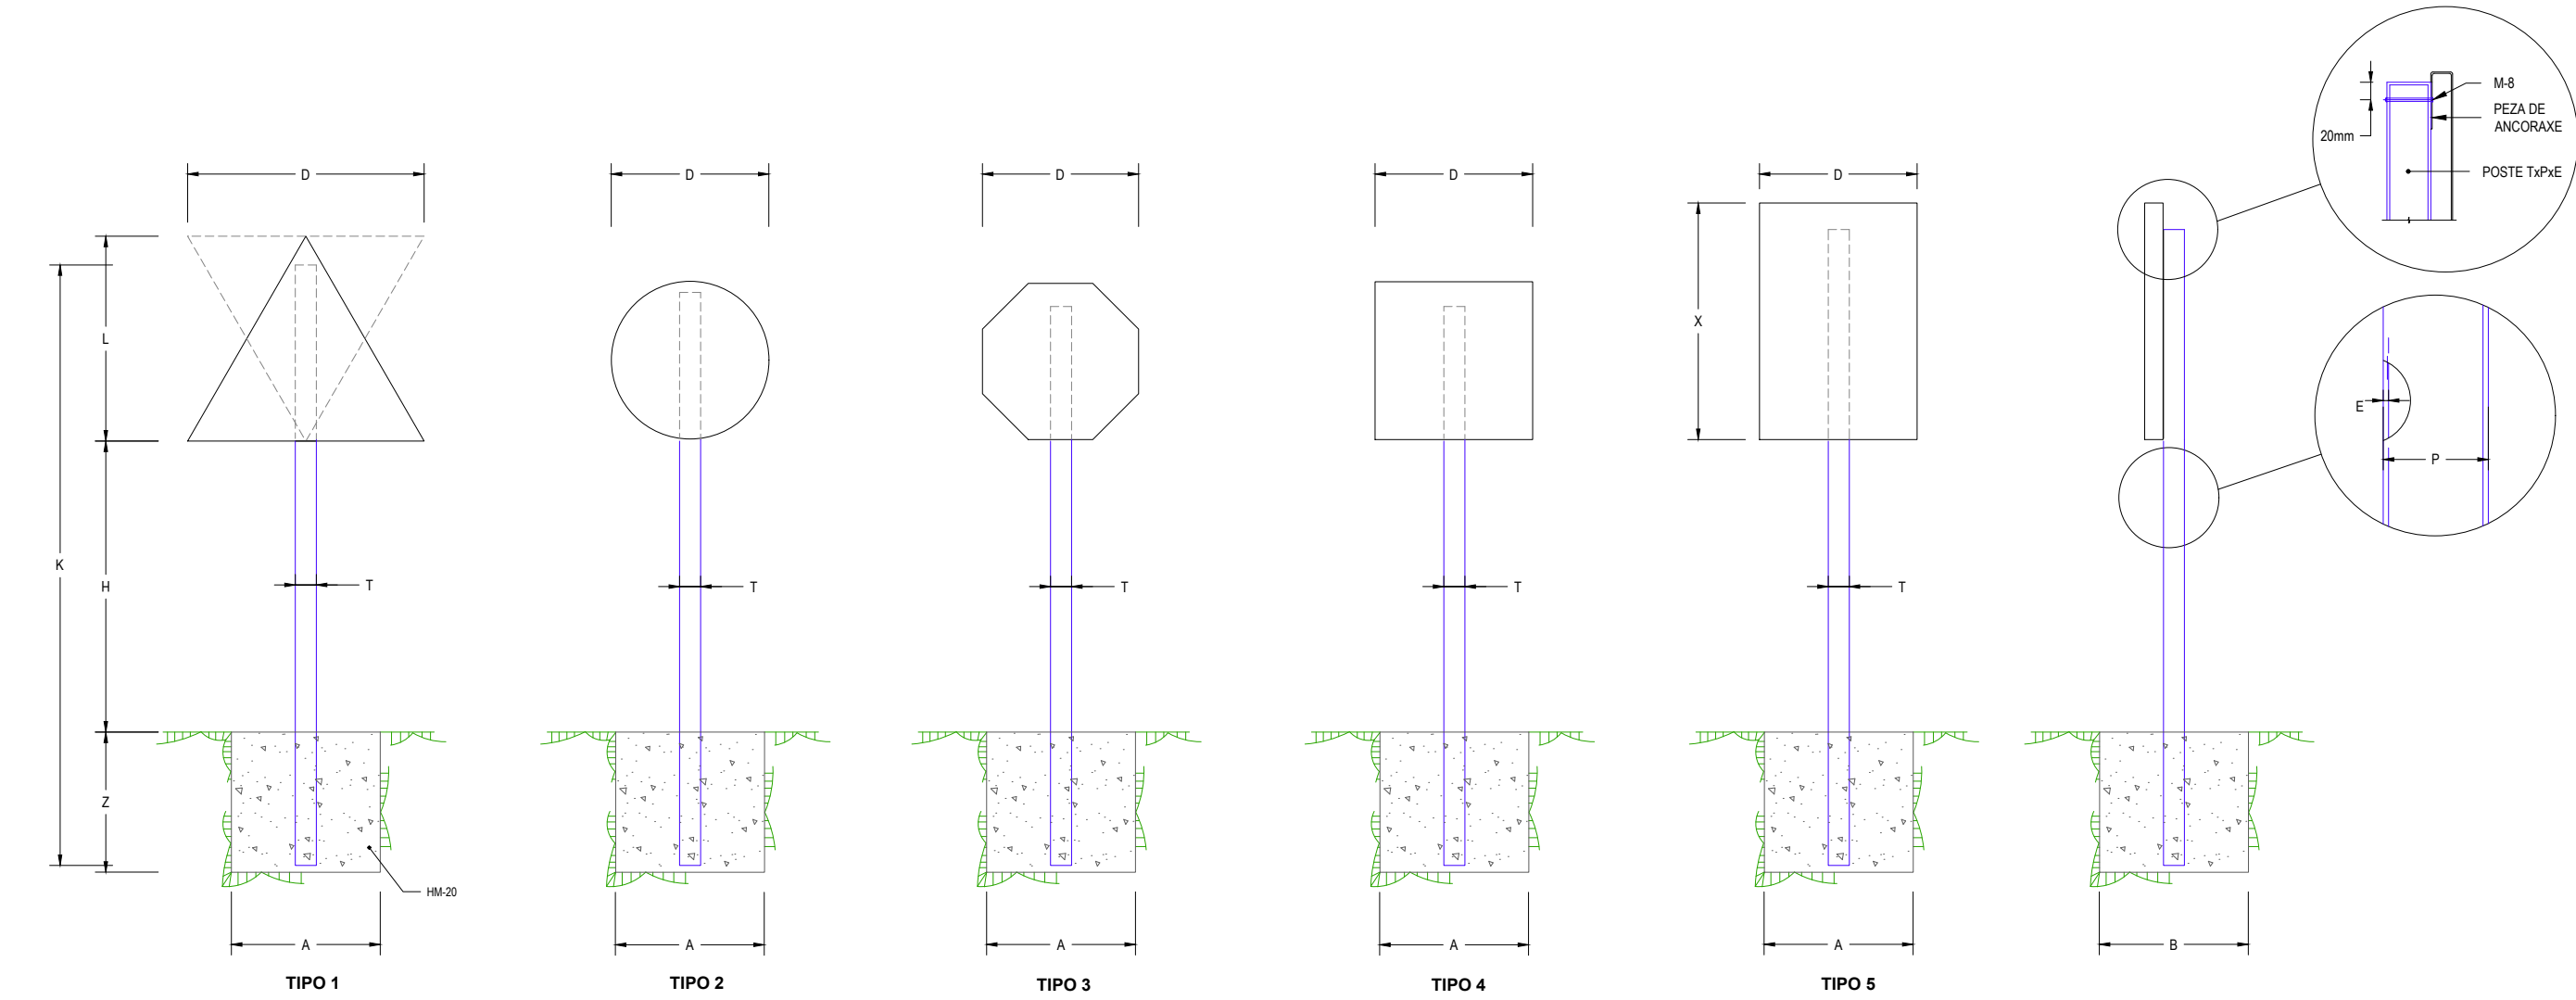 M-8
PEZA DE
ANCORAXE
20mm
POSTE TxPxE
D
D
D
D
D
L
X
K
H
E
P
T
T
T
T
T
Z
HM-20
A
A
A
A
A
B
TIPO 1
TIPO 2
TIPO 3
TIPO 4
TIPO 5